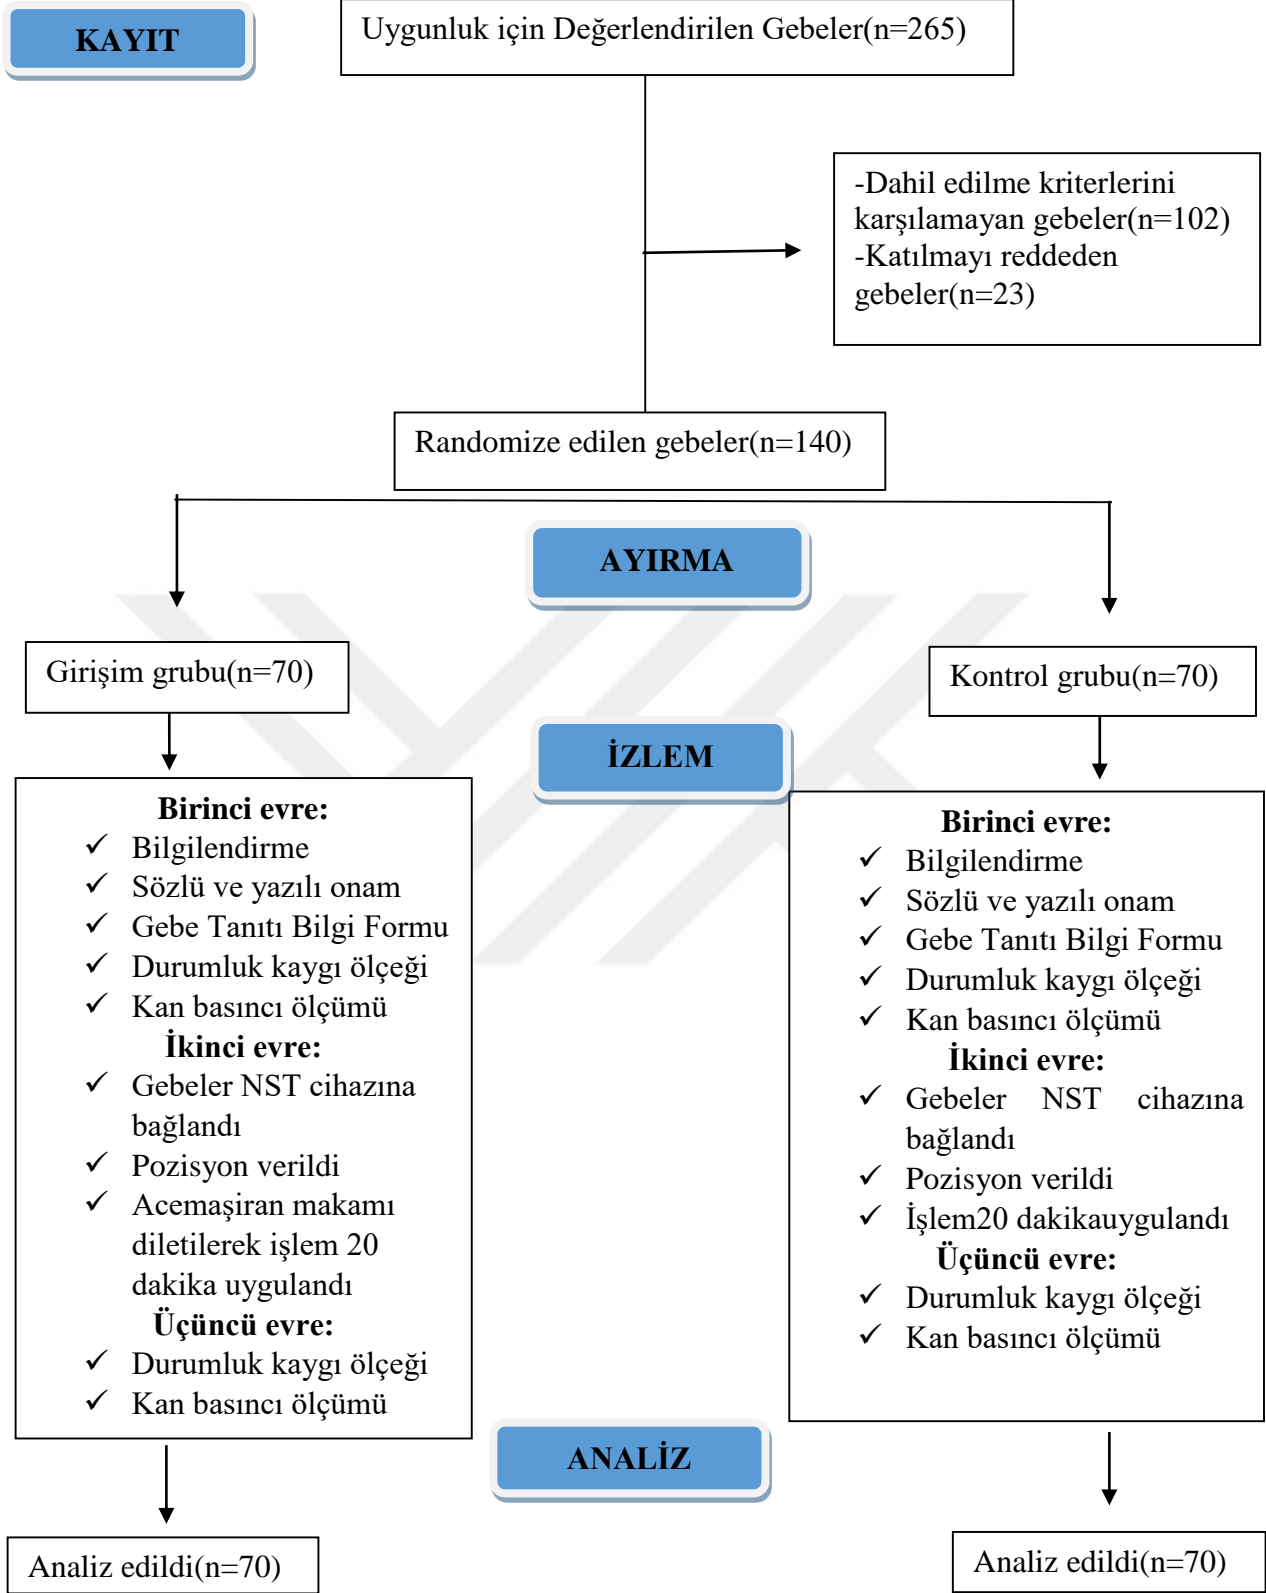 KAYIT
Uygunluk için Değerlendirilen Gebeler(n=265)
-Dahil edilme kriterlerini
karşılamayan gebeler(n=102)
-Katılmayı reddeden
gebeler(n=23)
Randomize edilen gebeler(n=140)
AYIRMA
Girişim grubu(n=70)
Kontrol grubu(n=70)
İZLEM
Birinci evre:
✓ Bilgilendirme
✓ Sözlü ve yazılı onam
✓ Gebe Tanıtı Bilgi Formu
✓ Durumluk kaygı ölçeği
✓ Kan basıncı ölçümü
İkinci evre:
✓ Gebeler NST cihazına
bağlandı
✓ Pozisyon verildi
✓ Acemaşiran makamı
diletilerek işlem 20
dakika uygulandı
Üçüncü evre:
✓ Durumluk kaygı ölçeği
✓ Kan basıncı ölçümü
Birinci evre:
✓ Bilgilendirme
✓ Sözlü ve yazılı onam
✓ Gebe Tanıtı Bilgi Formu
✓ Durumluk kaygı ölçeği
✓ Kan basıncı ölçümü
İkinci evre:
✓ Gebeler NST cihazına
bağlandı
✓ Pozisyon verildi
✓ İşlem20 dakikauygulandı
Üçüncü evre:
✓ Durumluk kaygı ölçeği
✓ Kan basıncı ölçümü
ANALİZ
Analiz edildi(n=70)
Analiz edildi(n=70)